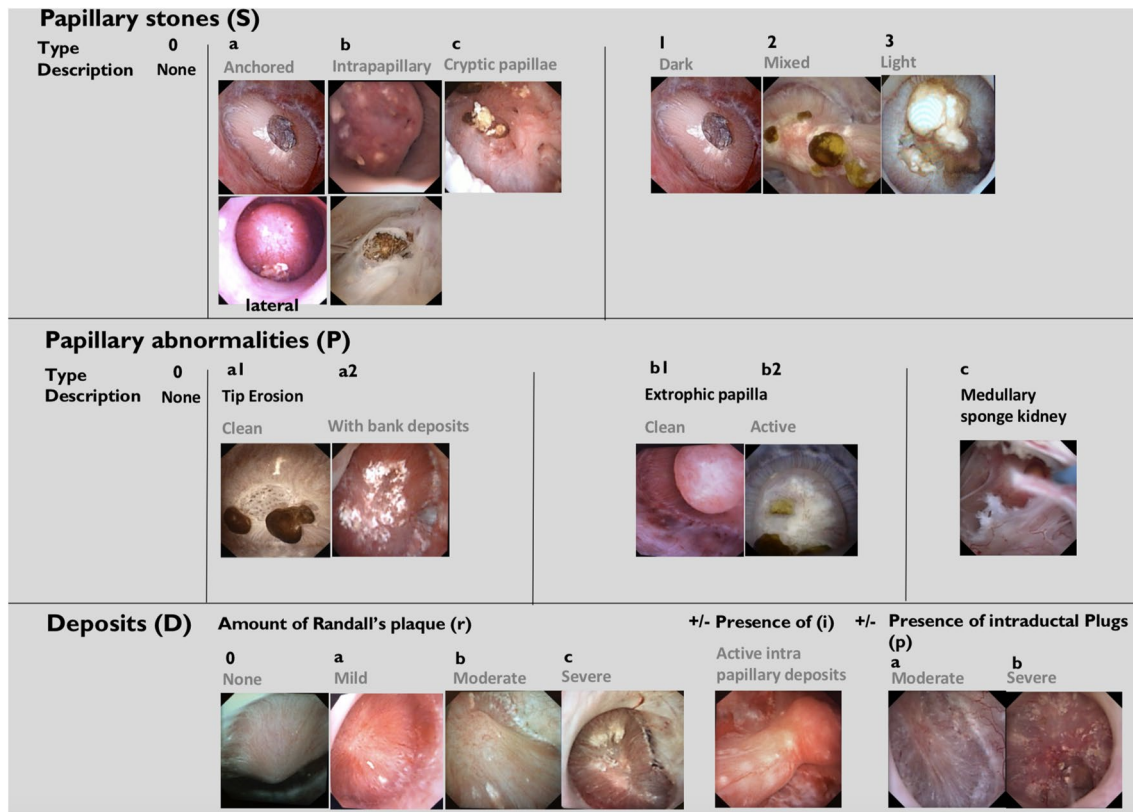 Papillary stones (S)
Type 0 a b c 1 2 3
Description None Anchored Intrapapillary Cryptic papillae Dark Mixed Light
lateral
Papillary abnormalities (P)
Type 0 a1 a2 b1 b2 c
Description None Tip Erosion Extrophic papilla Medullary
sponge kidney
Clean With bank deposits Clean Active
Deposits (D) Amount of Randall's plaque (r) +/- Presence of (i) +/- Presence of intraductal Plugs
(p)
0 a b c Active intra a b
None Mild Moderate Severe papillary deposits Moderate Severe